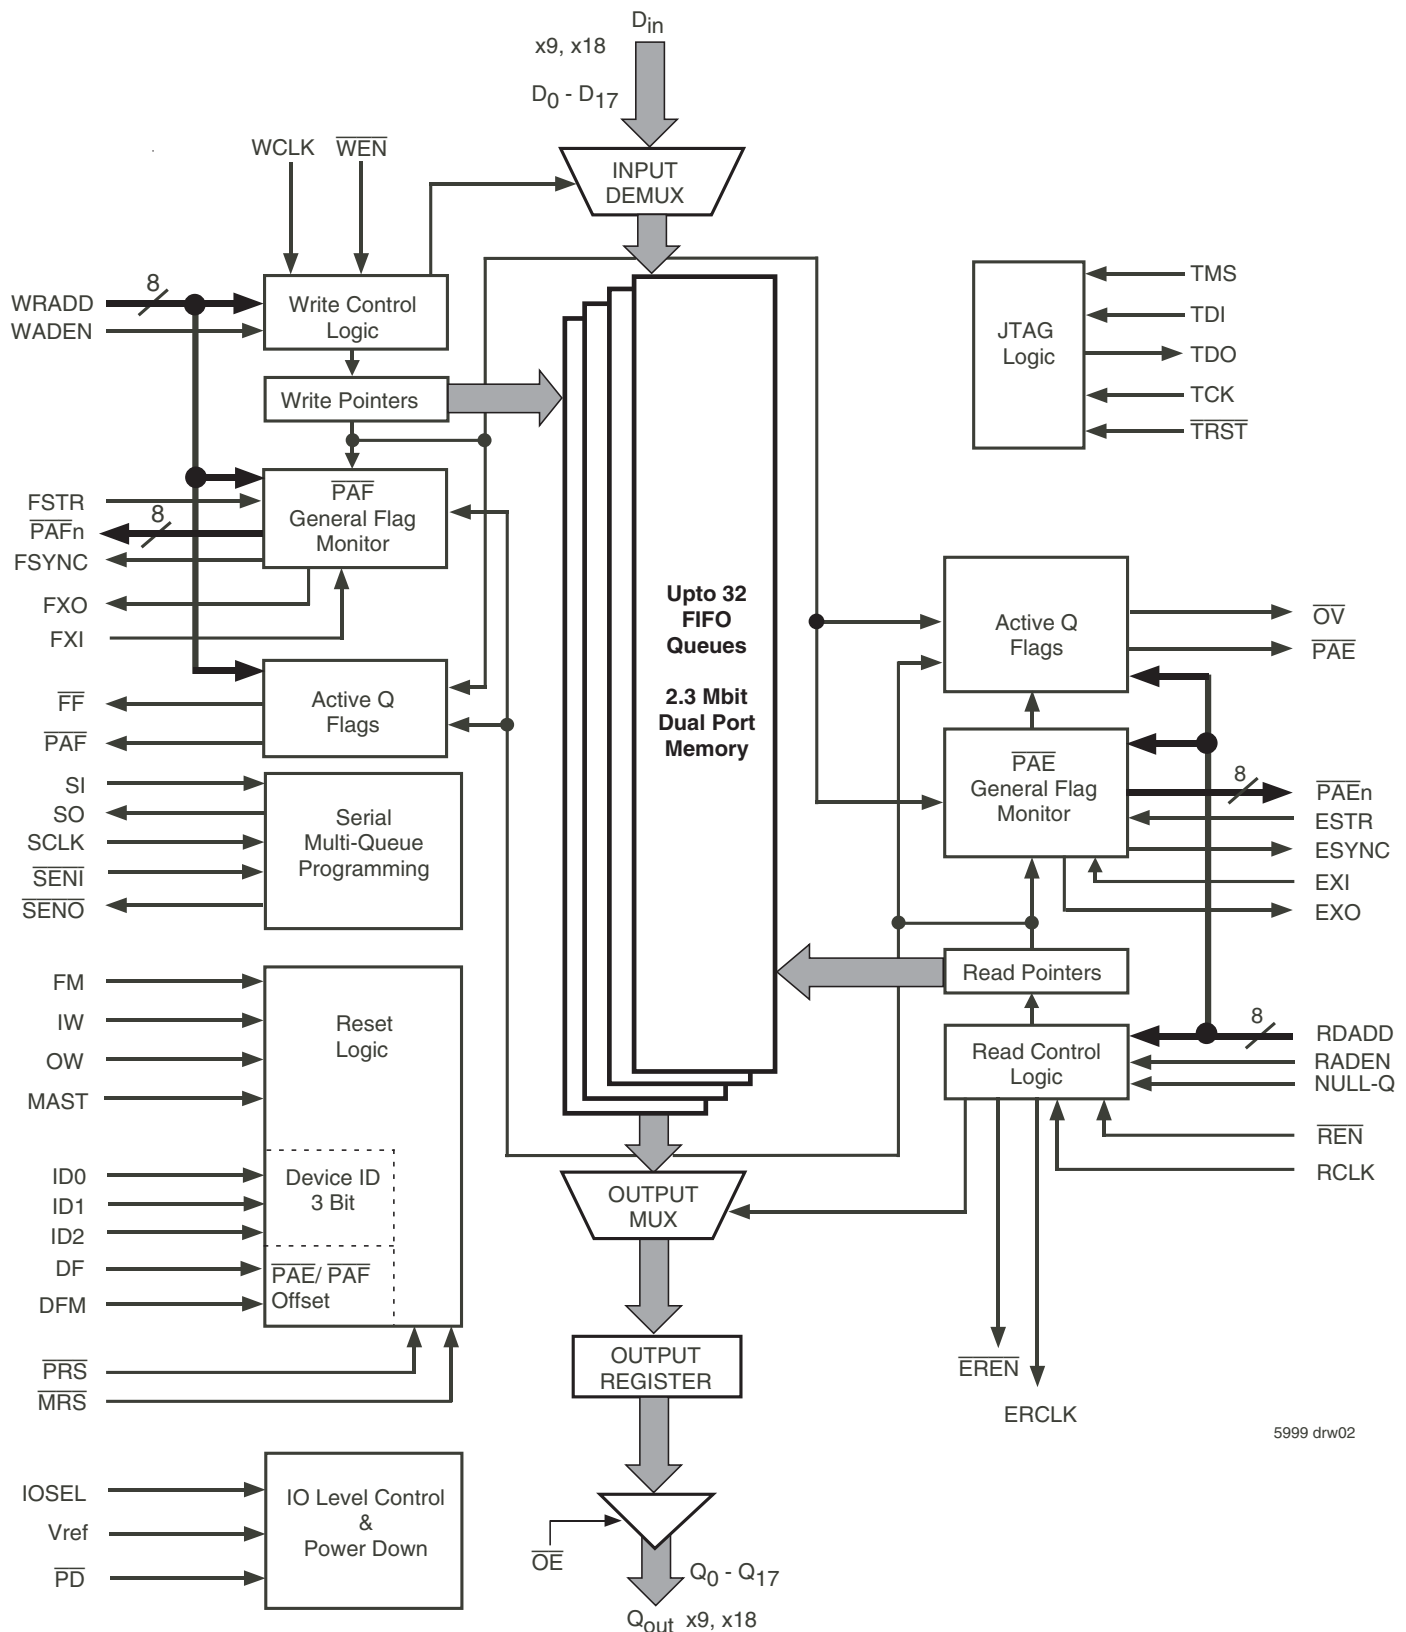 Din
x9, x18
D0 - D17
WCLK
WEN
INPUT
DEMUX
8
WRADD
WADEN
Write Control
Logic
Write Pointers
FSTR
PAFn
8
FSYNC
FXO
FXI
PAF
General Flag
Monitor
FF
PAF
Active Q
Flags
SI
SO
SCLK
SENI
SENO
Serial
Multi-Queue
Programming
FM
IW
OW
MAST
Reset
Logic
ID0
ID1
ID2
Device ID
3 Bit
DF
DFM
PAE/ PAF
Offset
PRS
MRS
IOSEL
Vref
PD
IO Level Control
&
Power Down
Upto 32
FIFO
Queues
2.3 Mbit
Dual Port
Memory
OUTPUT
MUX
OUTPUT
REGISTER
OE
Q0 - Q17
Qout x9, x18
JTAG
Logic
TMS
TDI
TDO
TCK
TRST
Active Q
Flags
OV
PAE
PAE
General Flag
Monitor
8
PAEn
ESTR
ESYNC
EXI
EXO
Read Pointers
Read Control
Logic
8
RDADD
RADEN
NULL-Q
REN
RCLK
EREN
ERCLK
5999 drw02